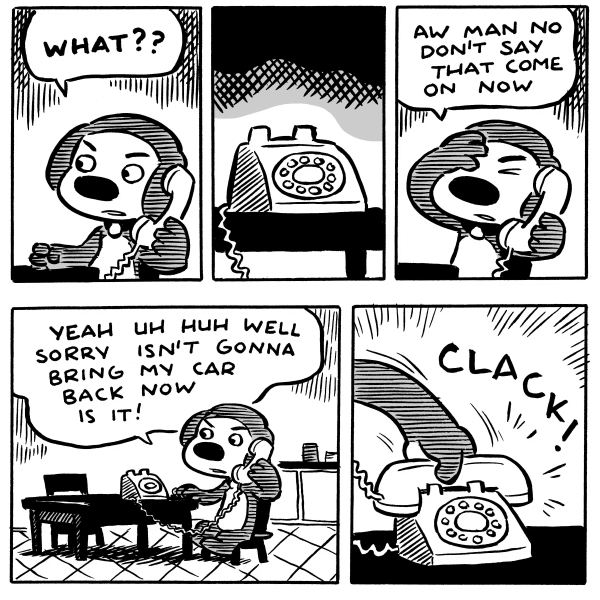 WHAT??
AW MAN NO
DON'T SAY
THAT COME
ON NOW
YEAH UH HUH WELL
SORRY ISN'T GONNA
BRING MY CAR
BACK NOW
IS IT!
CLACK!